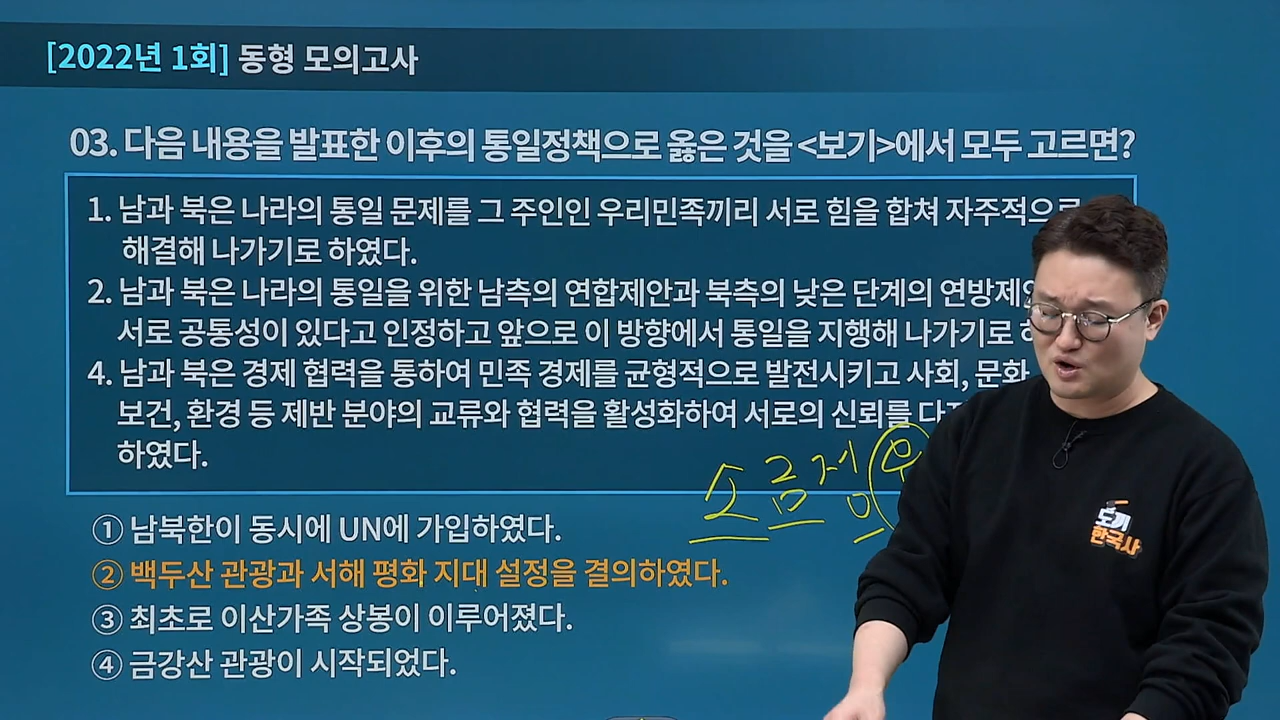 [2022년 1회] 동형 모의고사
03. 다음 내용을 발표한 이후의 통일정책으로 옳은 것을 <보기>에서 모두 고르면?
1. 남과 북은 나라의 통일 문제를 그 주인인 우리민족끼리 서로 힘을 합쳐 자주적으로
해결해 나가기로 하였다.
2. 남과 북은 나라의 통일을 위한 남측의 연합제안과 북측의 낮은 단계의
서로 공통성이 있다고 인정하고 앞으로 이 방향에서 통일을 지향해 나가기로
4. 남과 북은 경제 협력을 통하여 민족 경제를 균형적으로 발전시키고 사회, 문화
보건, 환경 등 제반 분야의 교류와 협력을 활성화하여 서로의 신뢰를
하였다.
소 금 정 이 우
① 남북한이 동시에 UN에 가입하였다.
② 백두산 관광과 서해 평화 지대 설정을 결의하였다.
③ 최초로 이산가족 상봉이 이루어졌다.
④ 금강산 관광이 시작되었다.
도끼
한국사